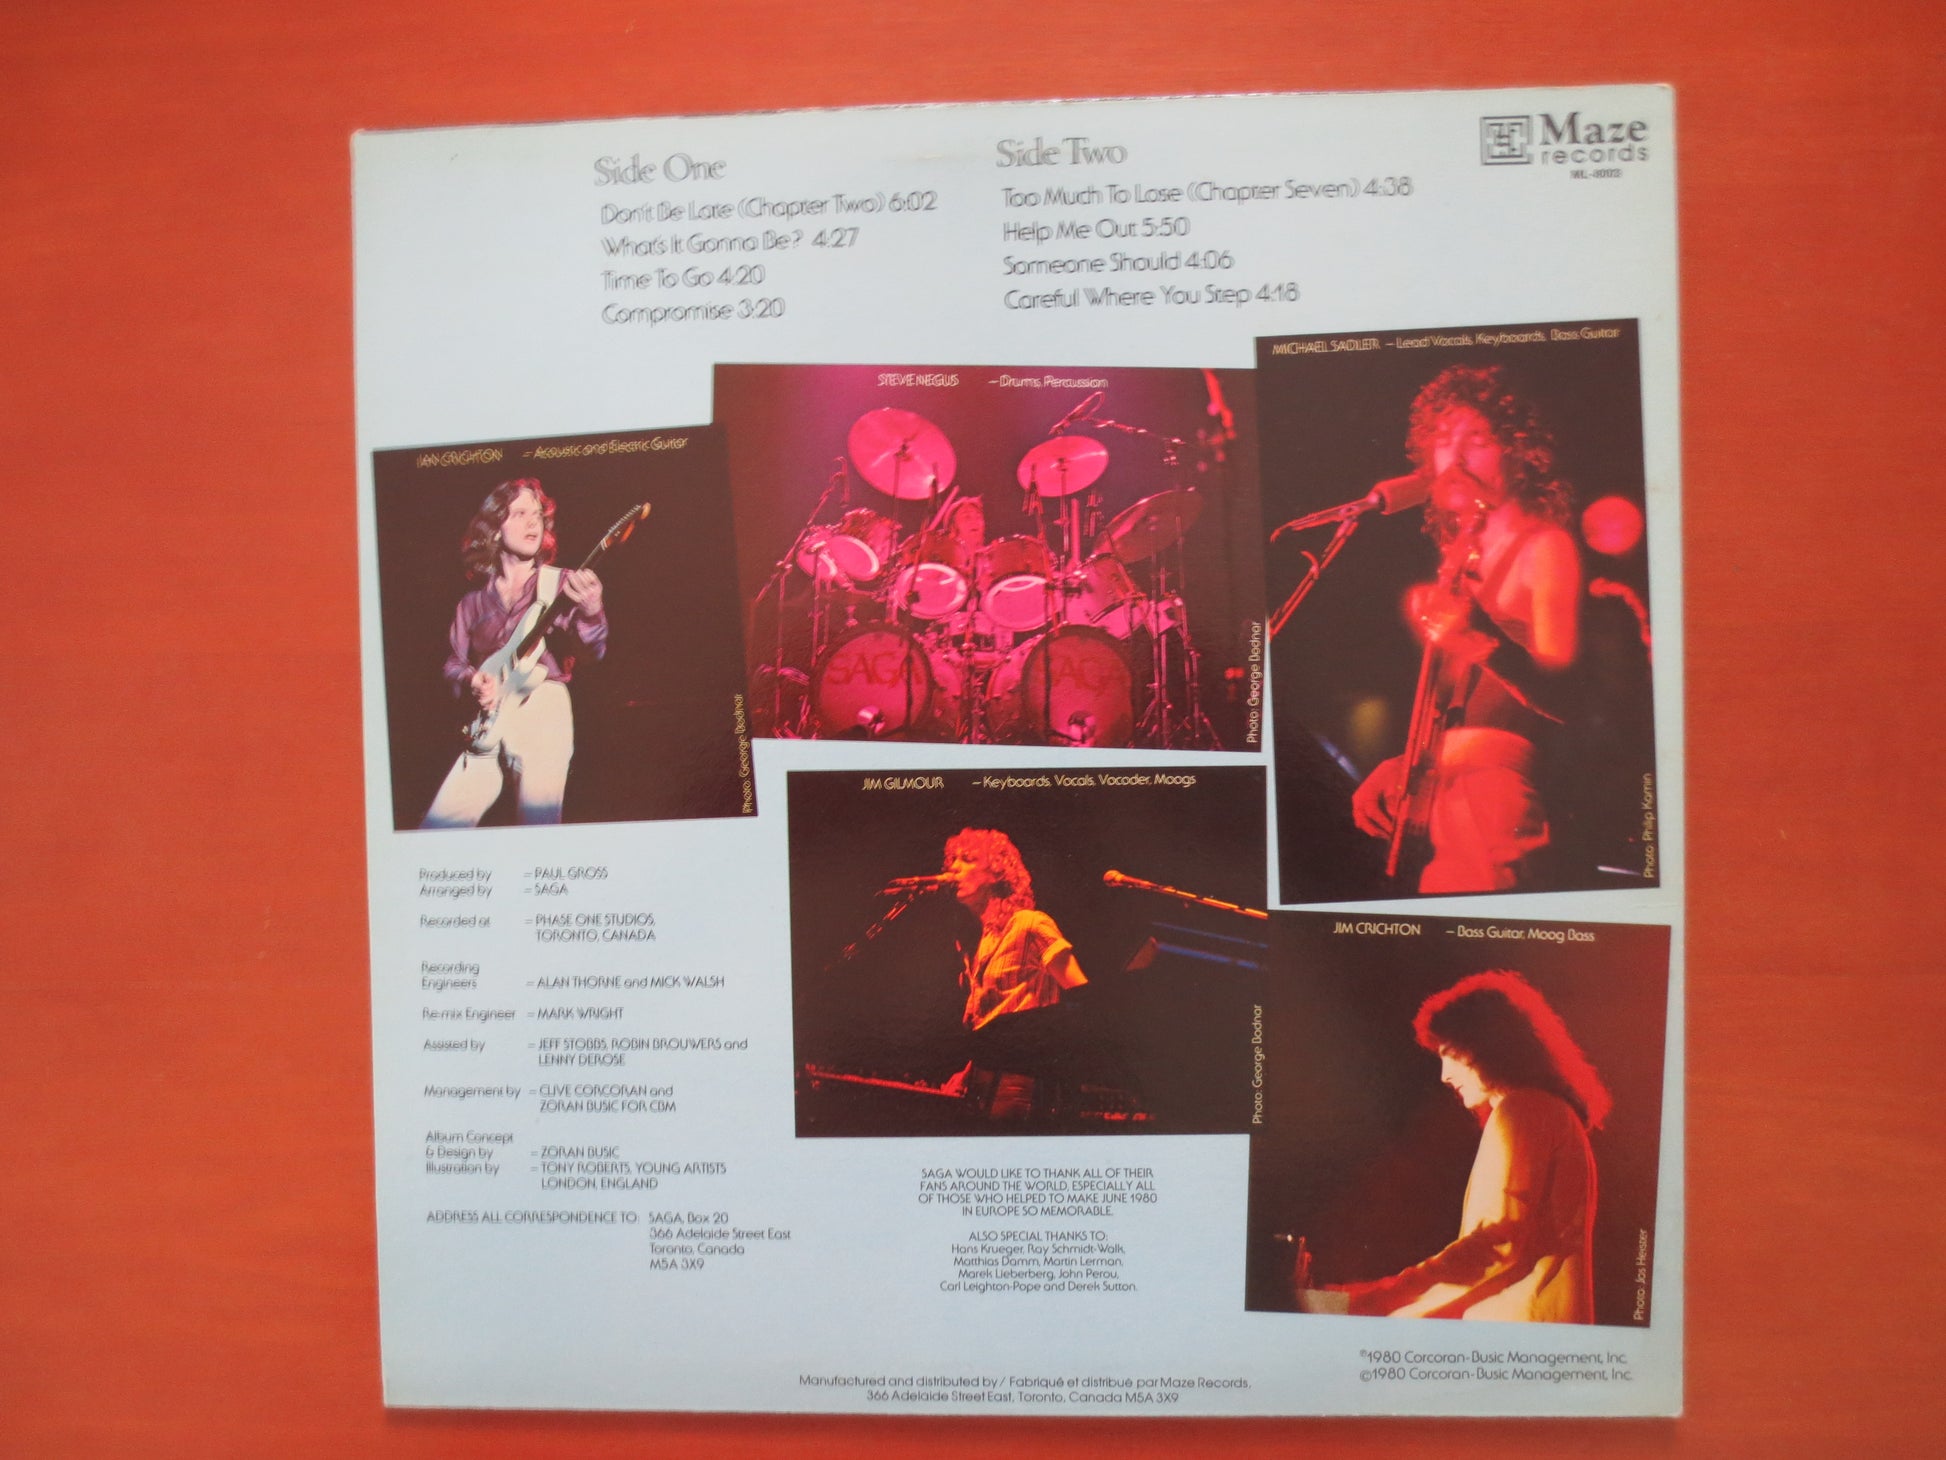 Side One
Don't Be Late (Chapter Two) 6:02
What's It Gonna Be? 4:27
Time To Go 4:20
Compromise 3:20
Side Two
Too Much To Lose (Chapter Seven) 4:38
Help Me Out 5:50
Someone Should 4:06
Careful Where You Step 4:18
Maze
records
ML-8002
IAN CRICHTON – Acoustic and Electric Guitar
Photo: George Bodnar
STEVE NEGUS – Drums, Percussion
SAGA
SAGA
Photo: George Bodnar
MICHAEL SADLER – Lead Vocals, Keyboards, Bass Guitar
Photo: Philip Kamin
JIM GILMOUR – Keyboards, Vocals, Vocoder, Moogs
Photo: George Bodnar
JIM CRICHTON – Bass Guitar, Moog Bass
Photo: Jos Heister
Produced by – PAUL GROSS
Arranged by – SAGA
Recorded at – PHASE ONE STUDIOS,
TORONTO, CANADA
Recording
Engineers – ALAN THORNE and MICK WALSH
Re-mix Engineer – MARK WRIGHT
Assisted by – JEFF STOBBS, ROBIN BROUWERS and
LENNY DEROSE
Management by – CLIVE CORCORAN and
ZORAN BUSIC FOR CBM
Album Concept
& Design by – ZORAN BUSIC
Illustration by – TONY ROBERTS, YOUNG ARTISTS
LONDON, ENGLAND
ADDRESS ALL CORRESPONDENCE TO: SAGA, Box 20
366 Adelaide Street East
Toronto, Canada
M5A 3X9
SAGA WOULD LIKE TO THANK ALL OF THEIR
FANS AROUND THE WORLD, ESPECIALLY ALL
OF THOSE WHO HELPED TO MAKE JUNE 1980
IN EUROPE SO MEMORABLE.
ALSO SPECIAL THANKS TO:
Hans Krueger, Ray Schmidt-Walk,
Matthias Damm, Martin Lerman,
Marek Lieberberg, John Perou,
Carl Leighton-Pope and Derek Sutton.
℗1980 Corcoran-Busic Management, Inc.
©1980 Corcoran-Busic Management, Inc.
Manufactured and distributed by / Fabriqué et distribué par Maze Records,
366 Adelaide Street East, Toronto, Canada M5A 3X9